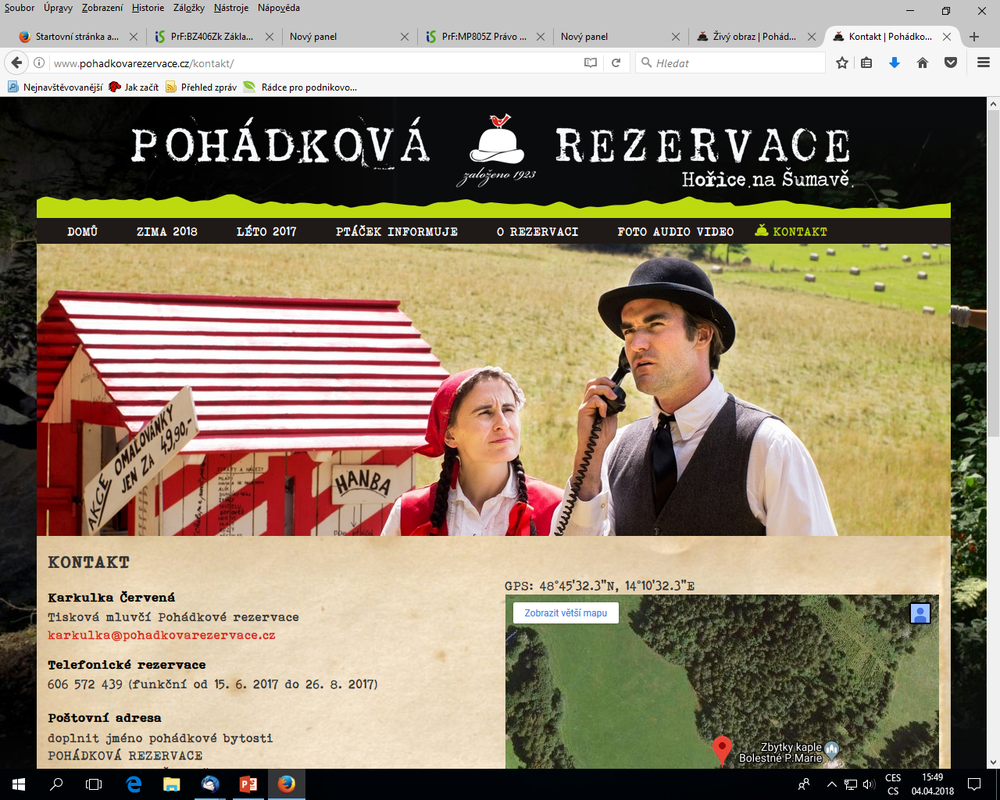 Soubor Úpravy Zobrazení Historie Záložky Nástroje Nápověda
Startovní stránka a... PrF:BZ406Zk Zákla... Nový panel PrF:MP805Z Právo ... Nový panel Živý obraz | Pohád... Kontakt | Pohádko...
www.pohadkovarezervace.cz/kontakt/ Hledat
Nejnavštěvovanější Jak začít Přehled zpráv Rádce pro podnikovo...
POHÁDKOVÁ REZERVACE
založeno 1923
Hořice na Šumavě
DOMŮ ZIMA 2018 LÉTO 2017 PTÁČEK INFORMUJE O REZERVACI FOTO AUDIO VIDEO KONTAKT
AKCE OMALOVÁNKY
JEN ZA 49,90,-
HANBA
KONTAKT
Karkulka Červená
Tisková mluvčí Pohádkové rezervace
karkulka@pohadkovarezervace.cz
Telefonické rezervace
606 572 439 (funkční od 15. 6. 2017 do 26. 8. 2017)
Poštovní adresa
doplnit jméno pohádkové bytosti
POHÁDKOVÁ REZERVACE
GPS: 48°45'32.3"N, 14°10'32.3"E
Zobrazit větší mapu
Zbytky kaple
Bolestné P.Marie
CES
CS
15:49
04.04.2018